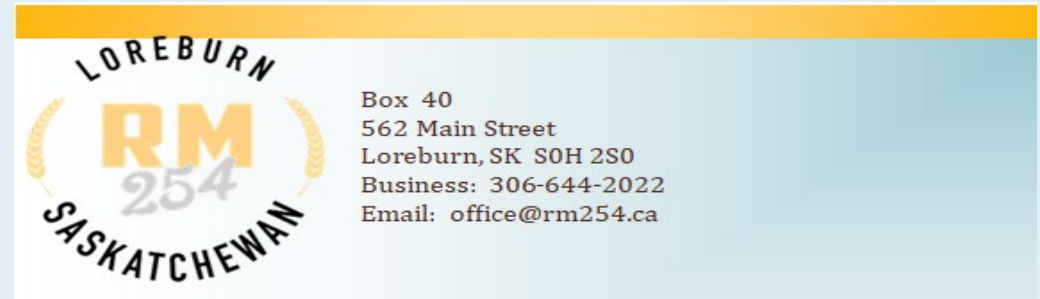 LOREBURN
RM
254
SASKATCHEWAN
Box 40
562 Main Street
Loreburn, SK S0H 2S0
Business: 306-644-2022
Email: office@rm254.ca